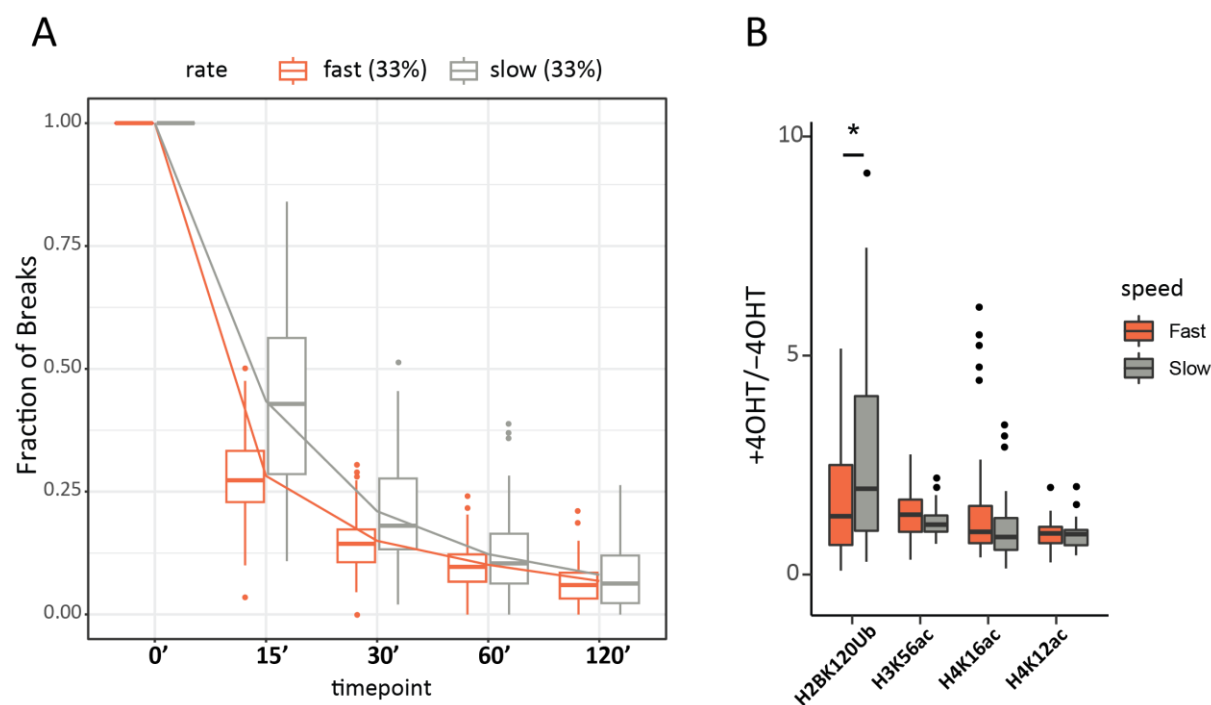 A
rate fast (33%) slow (33%)
Fraction of Breaks
1.00
0.75
0.50
0.25
0.00
0’ 15’ 30’ 60’ 120’
timepoint
B
*
+4OHT/−4OHT
10
5
0
H2BK120Ub
H3K56ac
H4K16ac
H4K12ac
speed
Fast
Slow